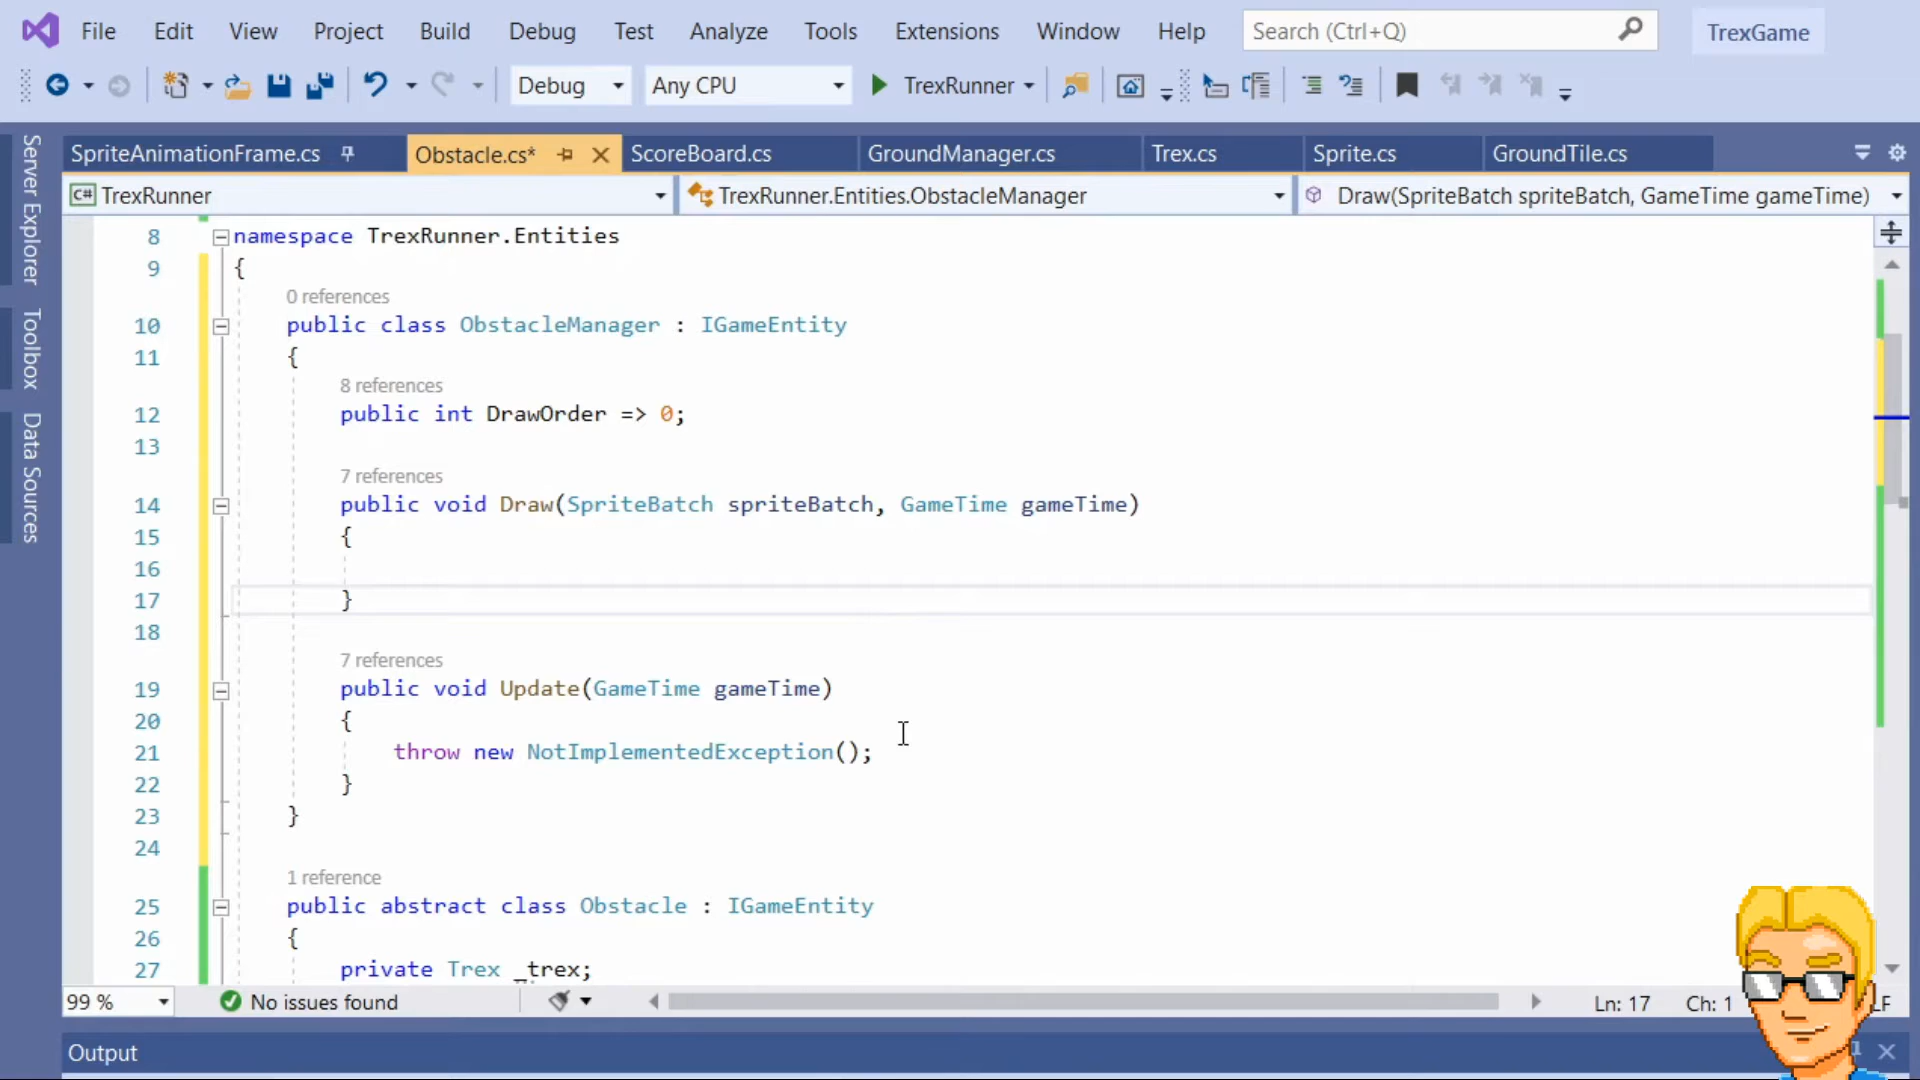 File Edit View Project Build Debug Test Analyze Tools Extensions Window Help Search (Ctrl+Q) TrexGame
Debug Any CPU TrexRunner
SpriteAnimationFrame.cs Obstacle.cs* ScoreBoard.cs GroundManager.cs Trex.cs Sprite.cs GroundTile.cs
C# TrexRunner TrexRunner.Entities.ObstacleManager Draw(SpriteBatch spriteBatch, GameTime gameTime)
Server Explorer
Toolbox
Data Sources
8 namespace TrexRunner.Entities
9 {
0 references
10 public class ObstacleManager : IGameEntity
11 {
8 references
12 public int DrawOrder => 0;
13
7 references
14 public void Draw(SpriteBatch spriteBatch, GameTime gameTime)
15 {
16
17 }
18
7 references
19 public void Update(GameTime gameTime)
20 {
21 throw new NotImplementedException();
22 }
23 }
24
1 reference
25 public abstract class Obstacle : IGameEntity
26 {
27 private Trex _trex;
99 % No issues found Ln: 17 Ch: 1 LF
Output